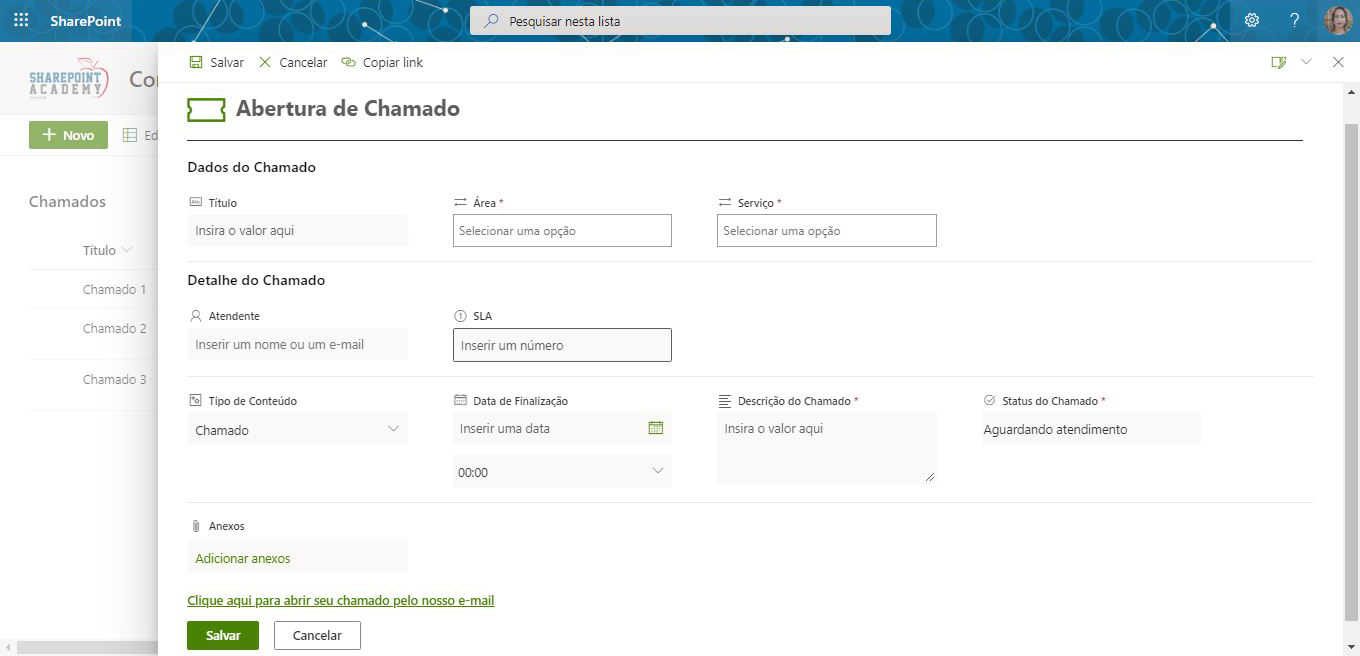 SharePoint
Pesquisar nesta lista
?
SHAREPOINT
ACADEMY
Salvar
Cancelar
Copiar link
Novo
Abertura de Chamado
Chamados
Título
Chamado 1
Chamado 2
Chamado 3
Dados do Chamado
Título
Área *
Serviço *
Insira o valor aqui
Selecionar uma opção
Selecionar uma opção
Detalhe do Chamado
Atendente
SLA
Inserir um nome ou um e-mail
Inserir um número
Tipo de Conteúdo
Data de Finalização
Descrição do Chamado *
Status do Chamado *
Chamado
Inserir uma data
Insira o valor aqui
Aguardando atendimento
00:00
Anexos
Adicionar anexos
Clique aqui para abrir seu chamado pelo nosso e-mail
Salvar
Cancelar